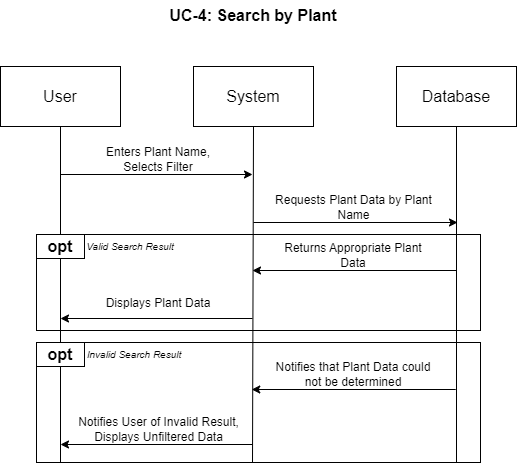 UC-4: Search by Plant
User
System
Database
Enters Plant Name,
Selects Filter
Requests Plant Data by Plant
Name
opt
Valid Search Result
Returns Appropriate Plant
Data
Displays Plant Data
opt
Invalid Search Result
Notifies that Plant Data could
not be determined
Notifies User of Invalid Result,
Displays Unfiltered Data